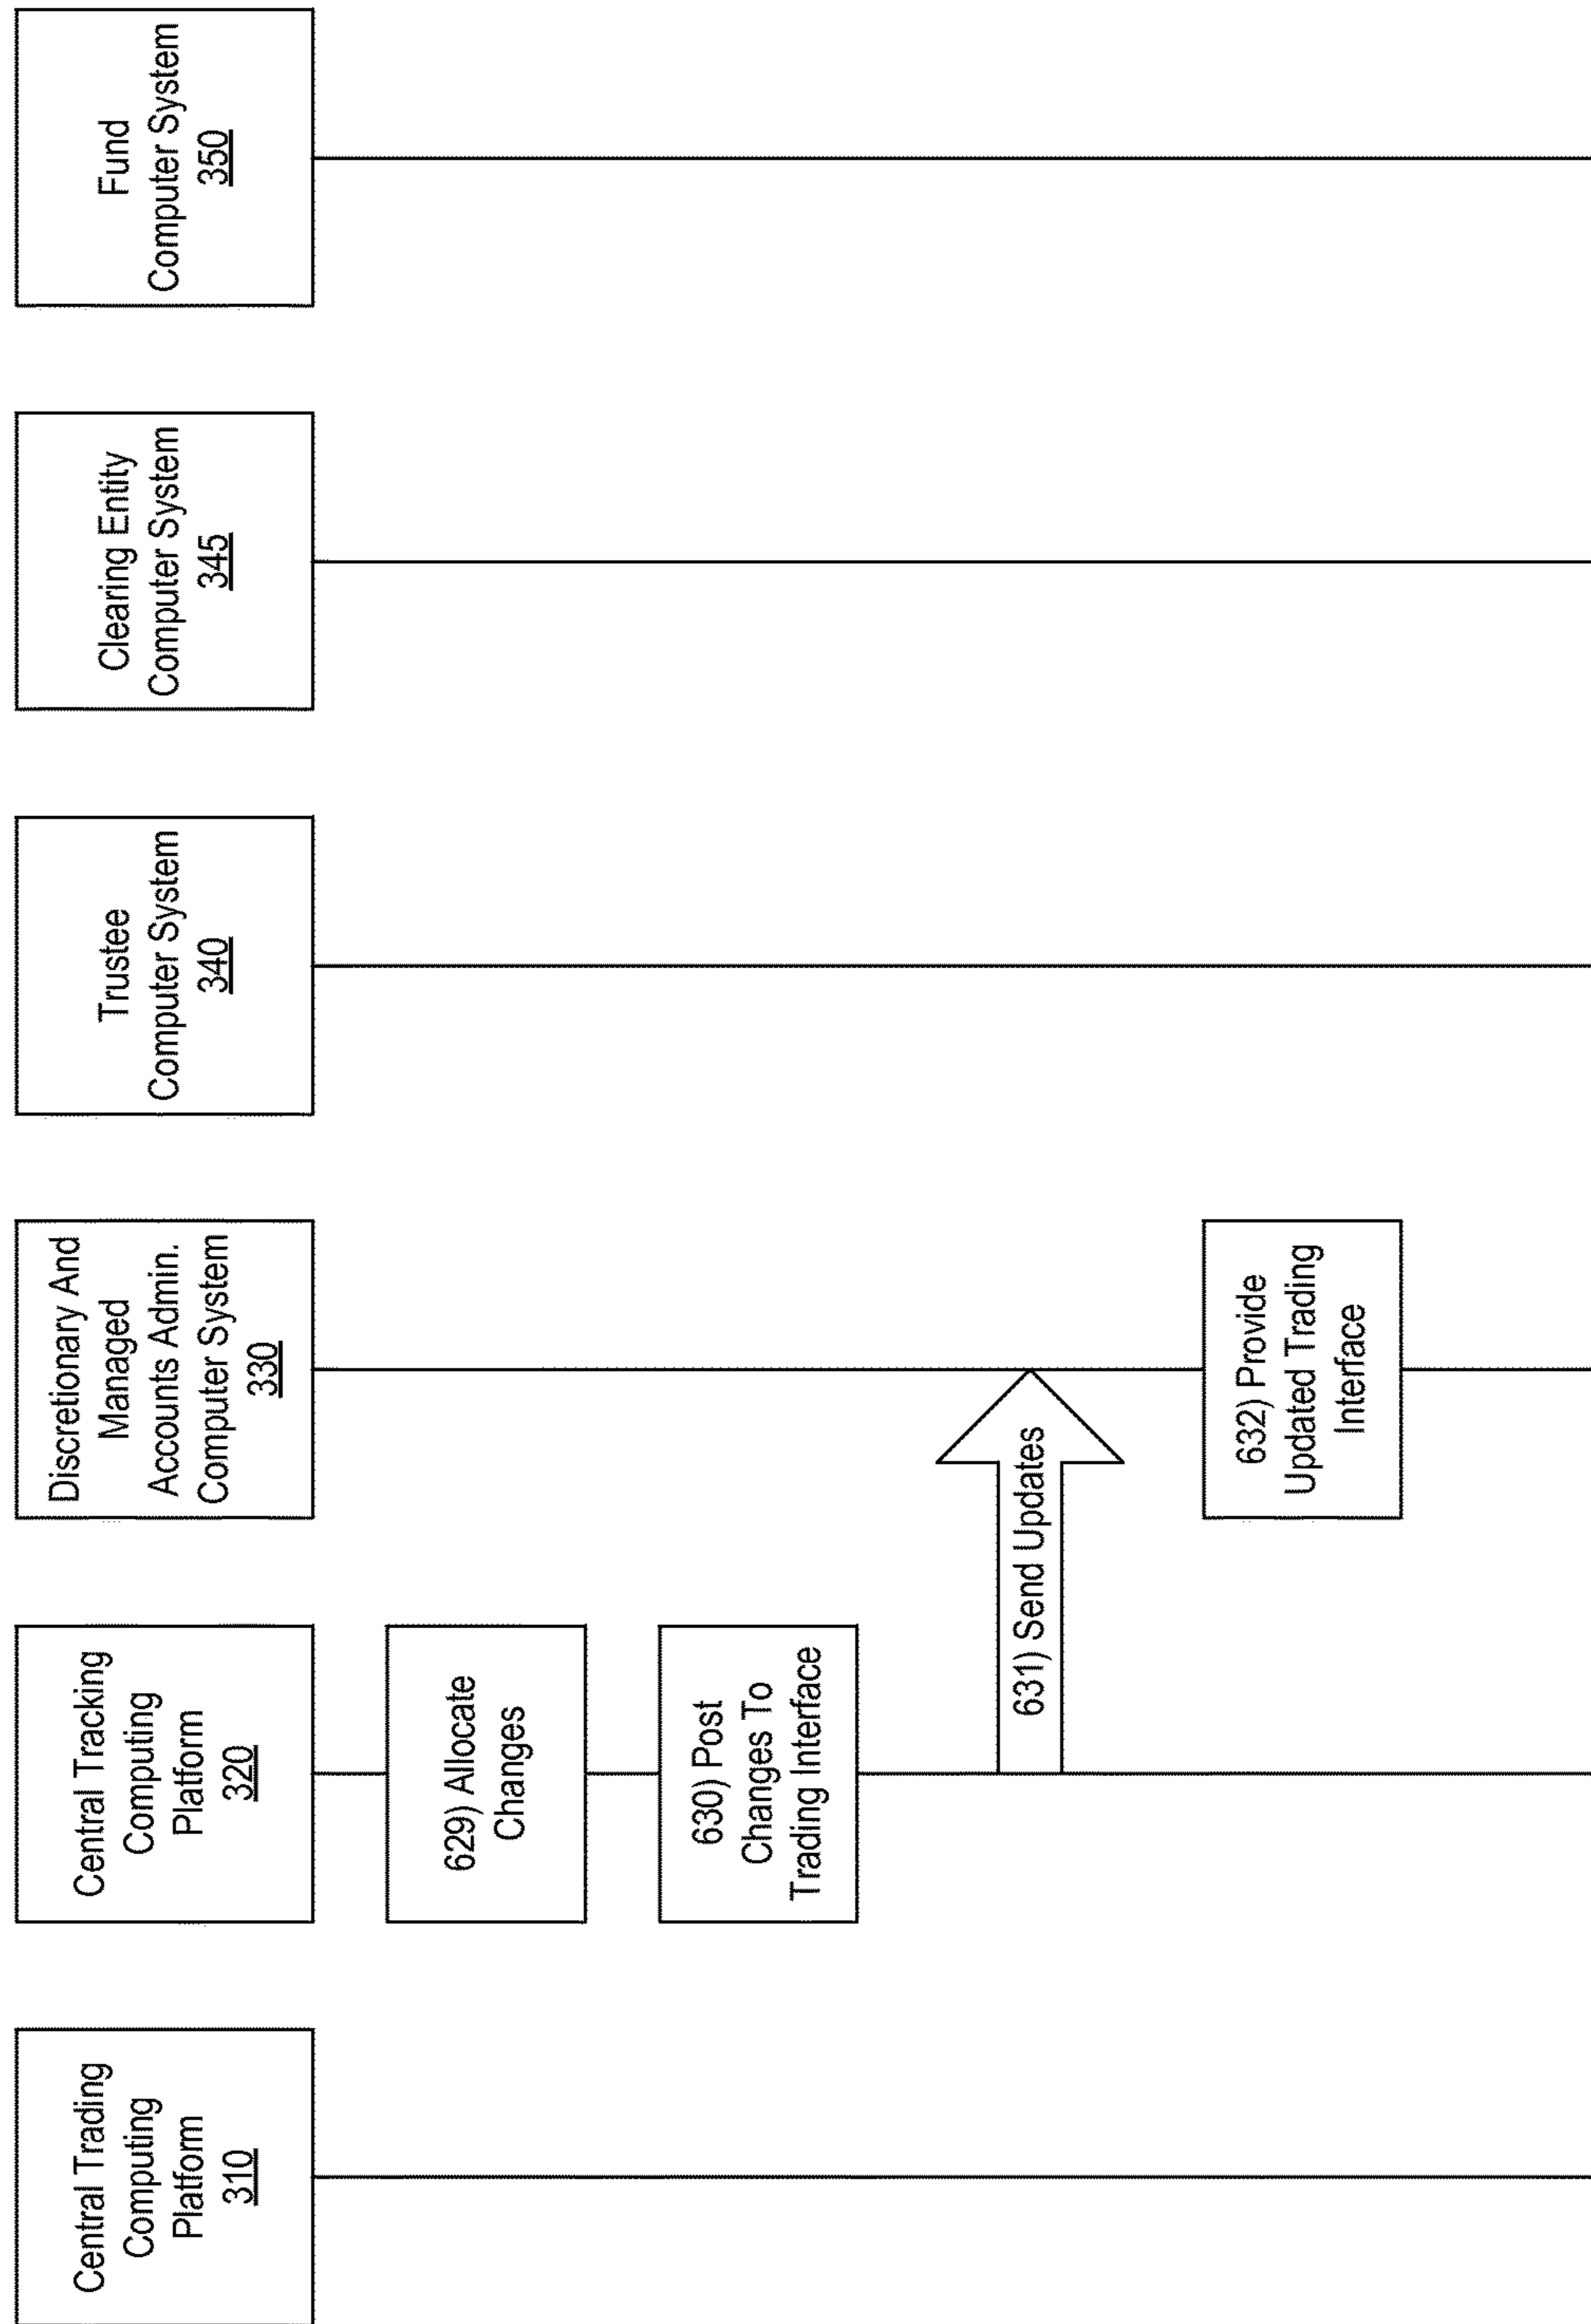 Central Trading
Computing
Platform
310
Central Tracking
Computing
Platform
320
Discretionary And
Managed
Accounts Admin.
Computer System
330
Trustee
Computer System
340
Clearing Entity
Computer System
345
Fund
Computer System
350
629) Allocate
Changes
630) Post
Changes To
Trading Interface
631) Send Updates
632) Provide
Updated Trading
Interface